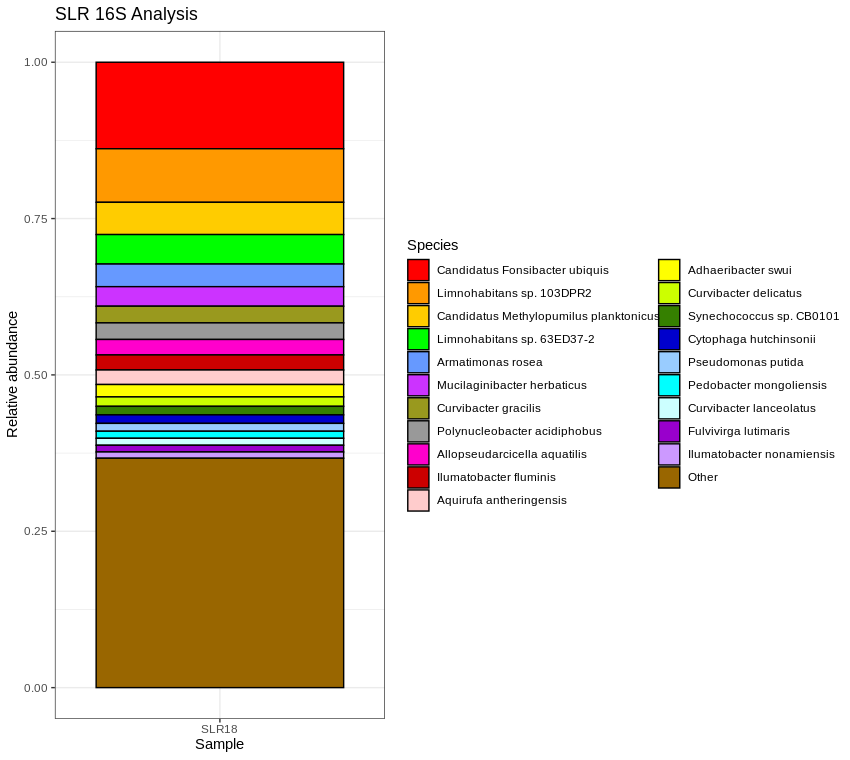 SLR 16S Analysis
1.00
0.75
0.50
0.25
0.00
Relative abundance
SLR18
Sample
Species
Candidatus Fonsibacter ubiquis
Limnohabitans sp. 103DPR2
Candidatus Methylopumilus planktonicus
Limnohabitans sp. 63ED37-2
Armatimonas rosea
Mucilaginibacter herbaticus
Curvibacter gracilis
Polynucleobacter acidiphobus
Allopseudarcicella aquatilis
Ilumatobacter fluminis
Aquirufa antheringensis
Adhaeribacter swui
Curvibacter delicatus
Synechococcus sp. CB0101
Cytophaga hutchinsonii
Pseudomonas putida
Pedobacter mongoliensis
Curvibacter lanceolatus
Fulvivirga lutimaris
Ilumatobacter nonamiensis
Other